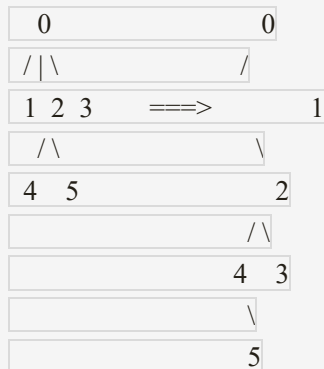 0 0
/ | \ /
1 2 3 ===> 1
/ \ \
4 5 2
/ \
4 3
\
5